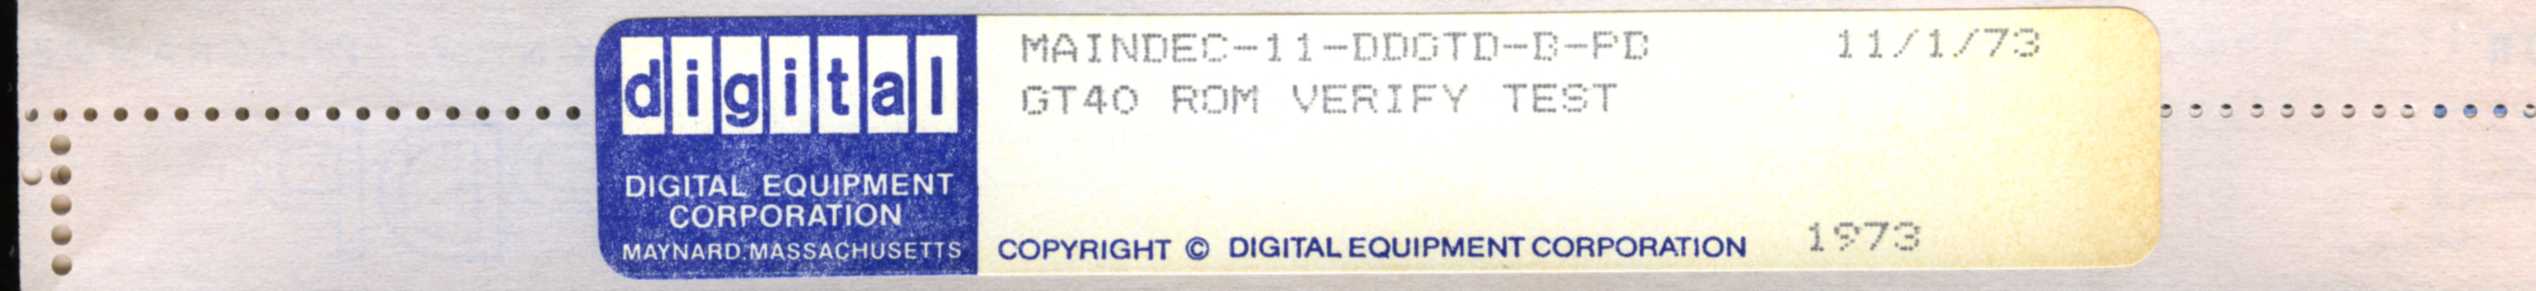 digital
DIGITAL EQUIPMENT
CORPORATION
MAYNARD, MASSACHUSETTS
MAINDEC-11-DDGTD-B-PB 11/1/73
GT40 ROM VERIFY TEST
COPYRIGHT © DIGITAL EQUIPMENT CORPORATION 1973